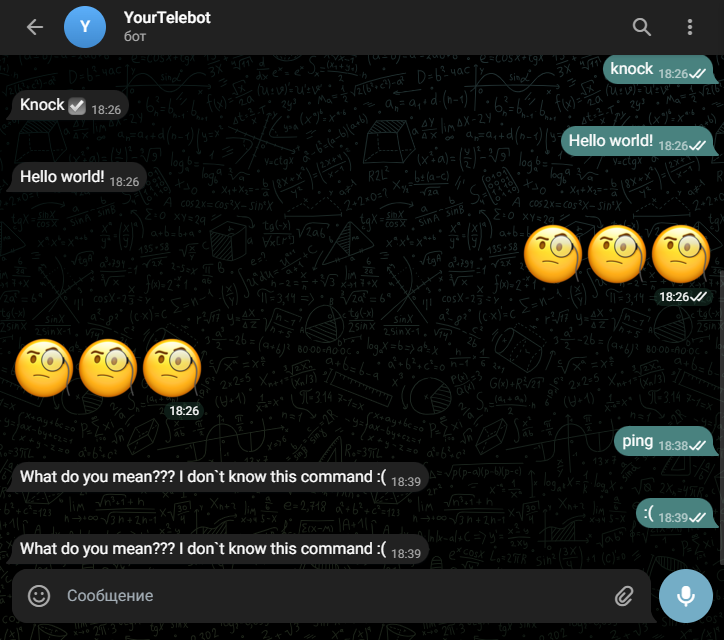 Y
YourTelebot
бот
knock 18:26
Knock ☑ 18:26
Hello world! 18:26
Hello world! 18:26
🧐🧐🧐
18:26
🧐🧐🧐
18:26
ping 18:38
What do you mean??? I don`t know this command :( 18:39
:( 18:39
What do you mean??? I don`t know this command :( 18:39
Сообщение